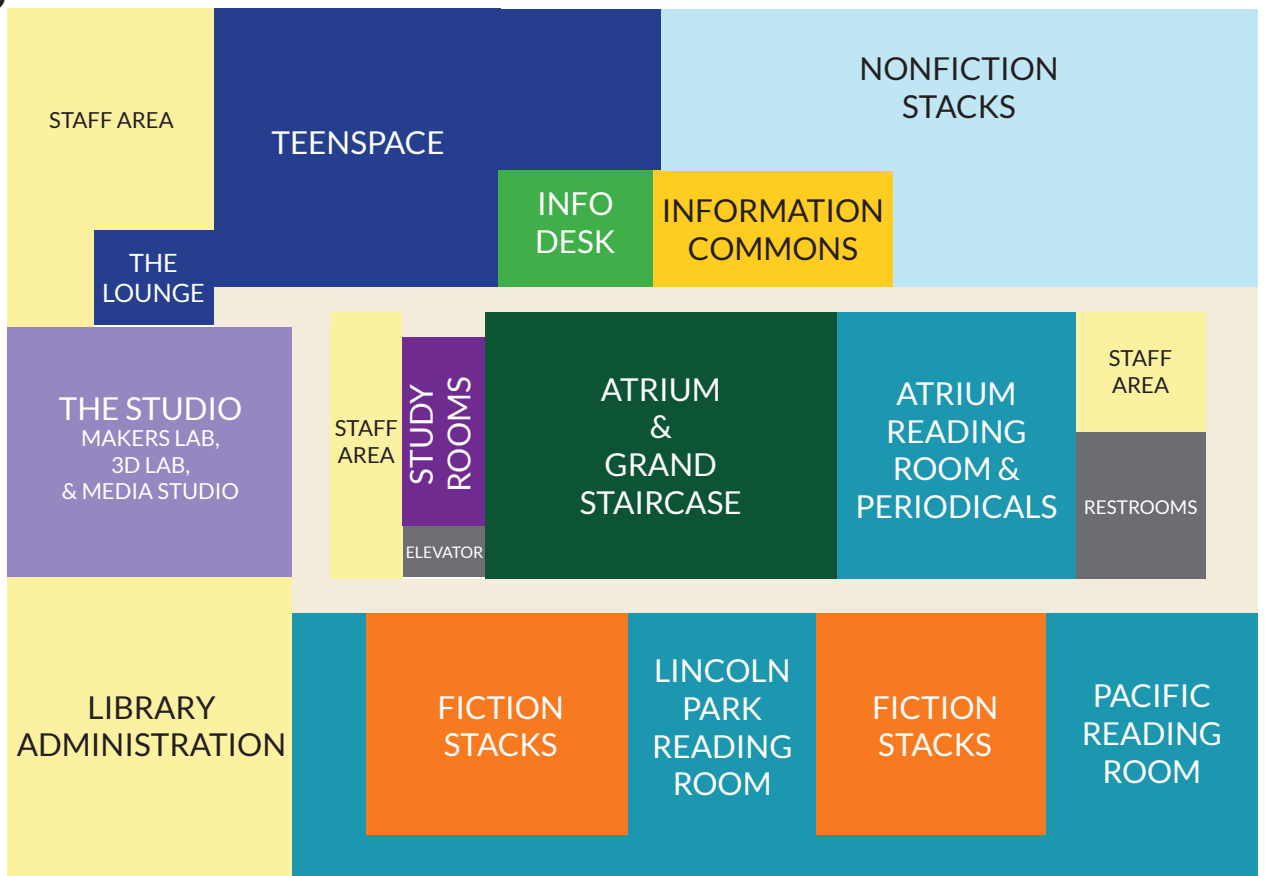 STAFF AREA
TEENSPACE
NONFICTION
STACKS
INFO
DESK
INFORMATION
COMMONS
THE
LOUNGE
THE STUDIO
MAKERS LAB,
3D LAB,
& MEDIA STUDIO
STAFF
AREA
STUDY
ROOMS
ELEVATOR
ATRIUM
&
GRAND
STAIRCASE
ATRIUM
READING
ROOM &
PERIODICALS
STAFF
AREA
RESTROOMS
LIBRARY
ADMINISTRATION
FICTION
STACKS
LINCOLN
PARK
READING
ROOM
FICTION
STACKS
PACIFIC
READING
ROOM